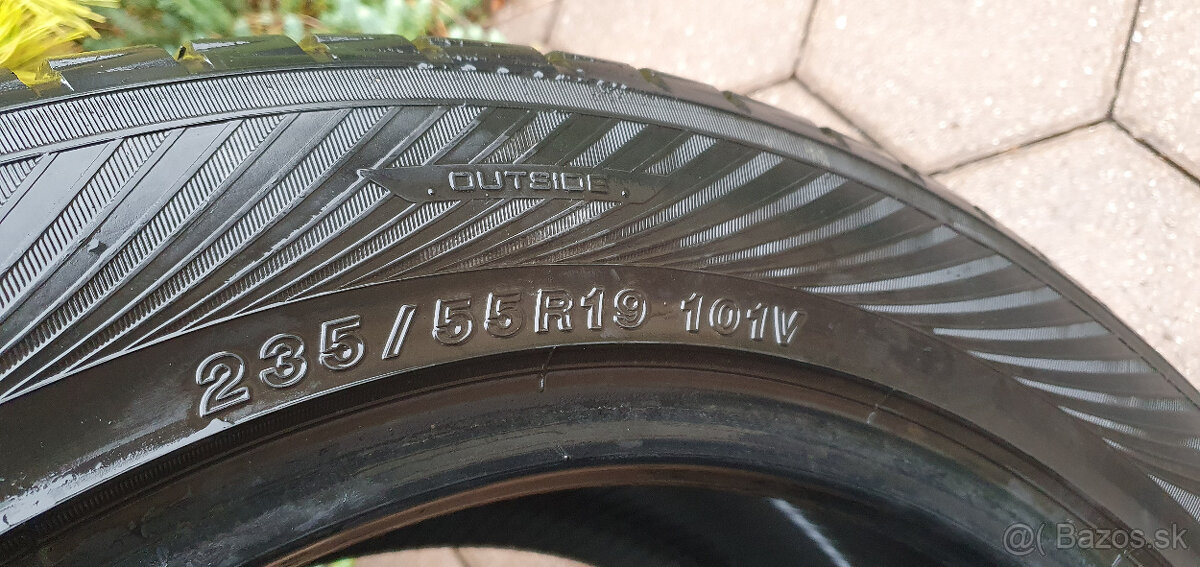 . OUTSIDE .
235/55R19 101V
@( Bazos.sk